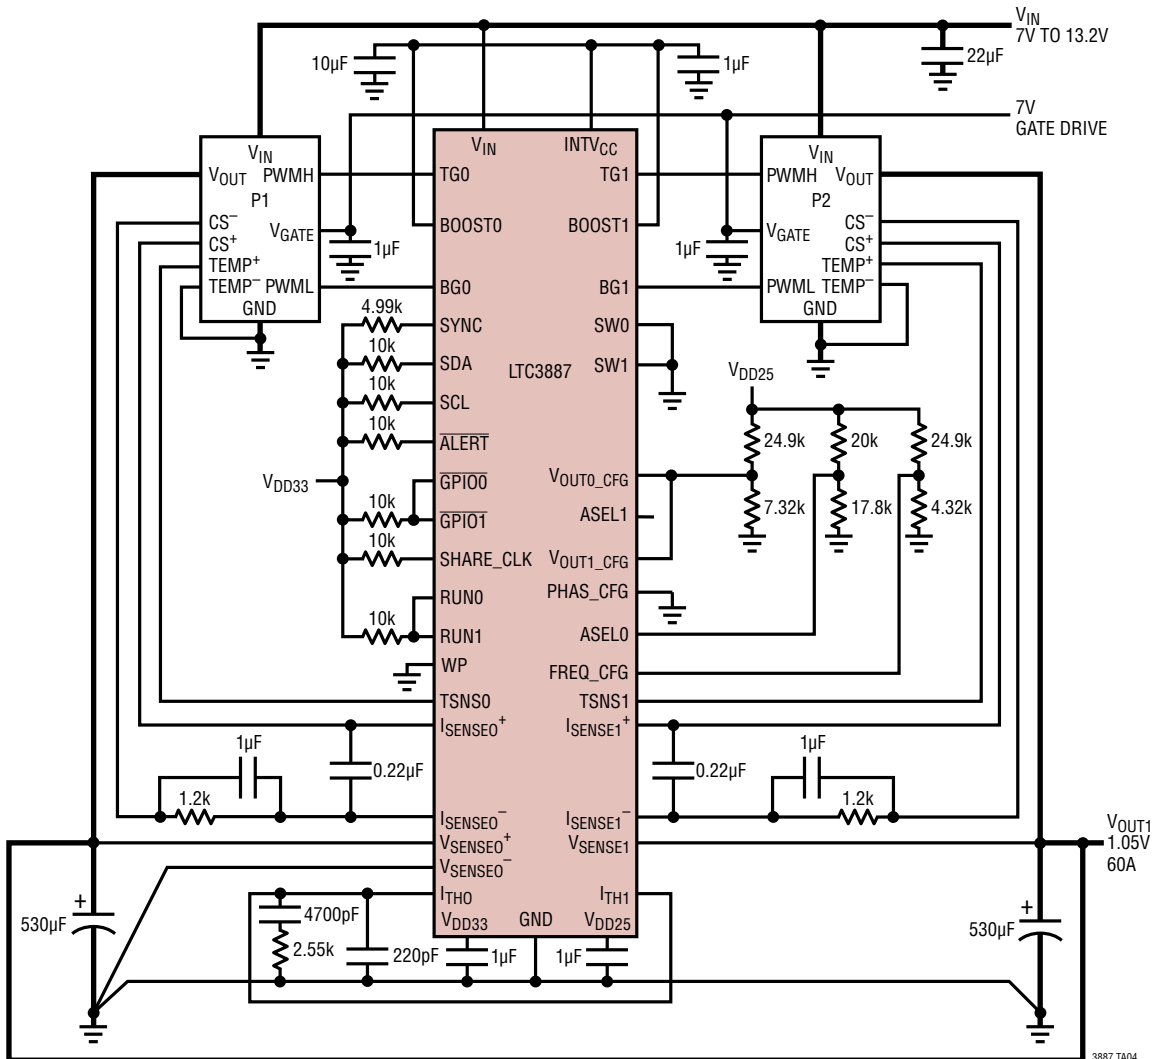 VIN
7V TO 13.2V
10µF
1µF
22µF
7V
GATE DRIVE
VIN
VOUT PWMH
P1
CS–
CS+
VGATE
TEMP+
TEMP– PWML
GND
1µF
VIN
INTVCC
TG0
TG1
BOOST0
BOOST1
BG0
BG1
SYNC
SW0
SDA
LTC3887
SW1
SCL
ALERT
GPIO0
VOUT0_CFG
GPIO1
ASEL1
SHARE_CLK
VOUT1_CFG
RUN0
PHAS_CFG
RUN1
ASEL0
WP
FREQ_CFG
TSNS0
TSNS1
ISENSE0+
ISENSE1+
ISENSE0–
ISENSE1–
VSENSE0+
VSENSE1
VSENSE0–
ITH0
ITH1
VDD33
GND
VDD25
VIN
PWMH VOUT
P2
CS–
VGATE
CS+
TEMP+
PWML TEMP–
GND
1µF
4.99k
10k
10k
10k
VDD33
10k
10k
10k
VDD25
24.9k
20k
24.9k
7.32k
17.8k
4.32k
1µF
0.22µF
1.2k
0.22µF
1µF
1.2k
VOUT1
1.05V
60A
+
530µF
4700pF
2.55k
220pF
1µF
1µF
+
530µF
3887 TA04